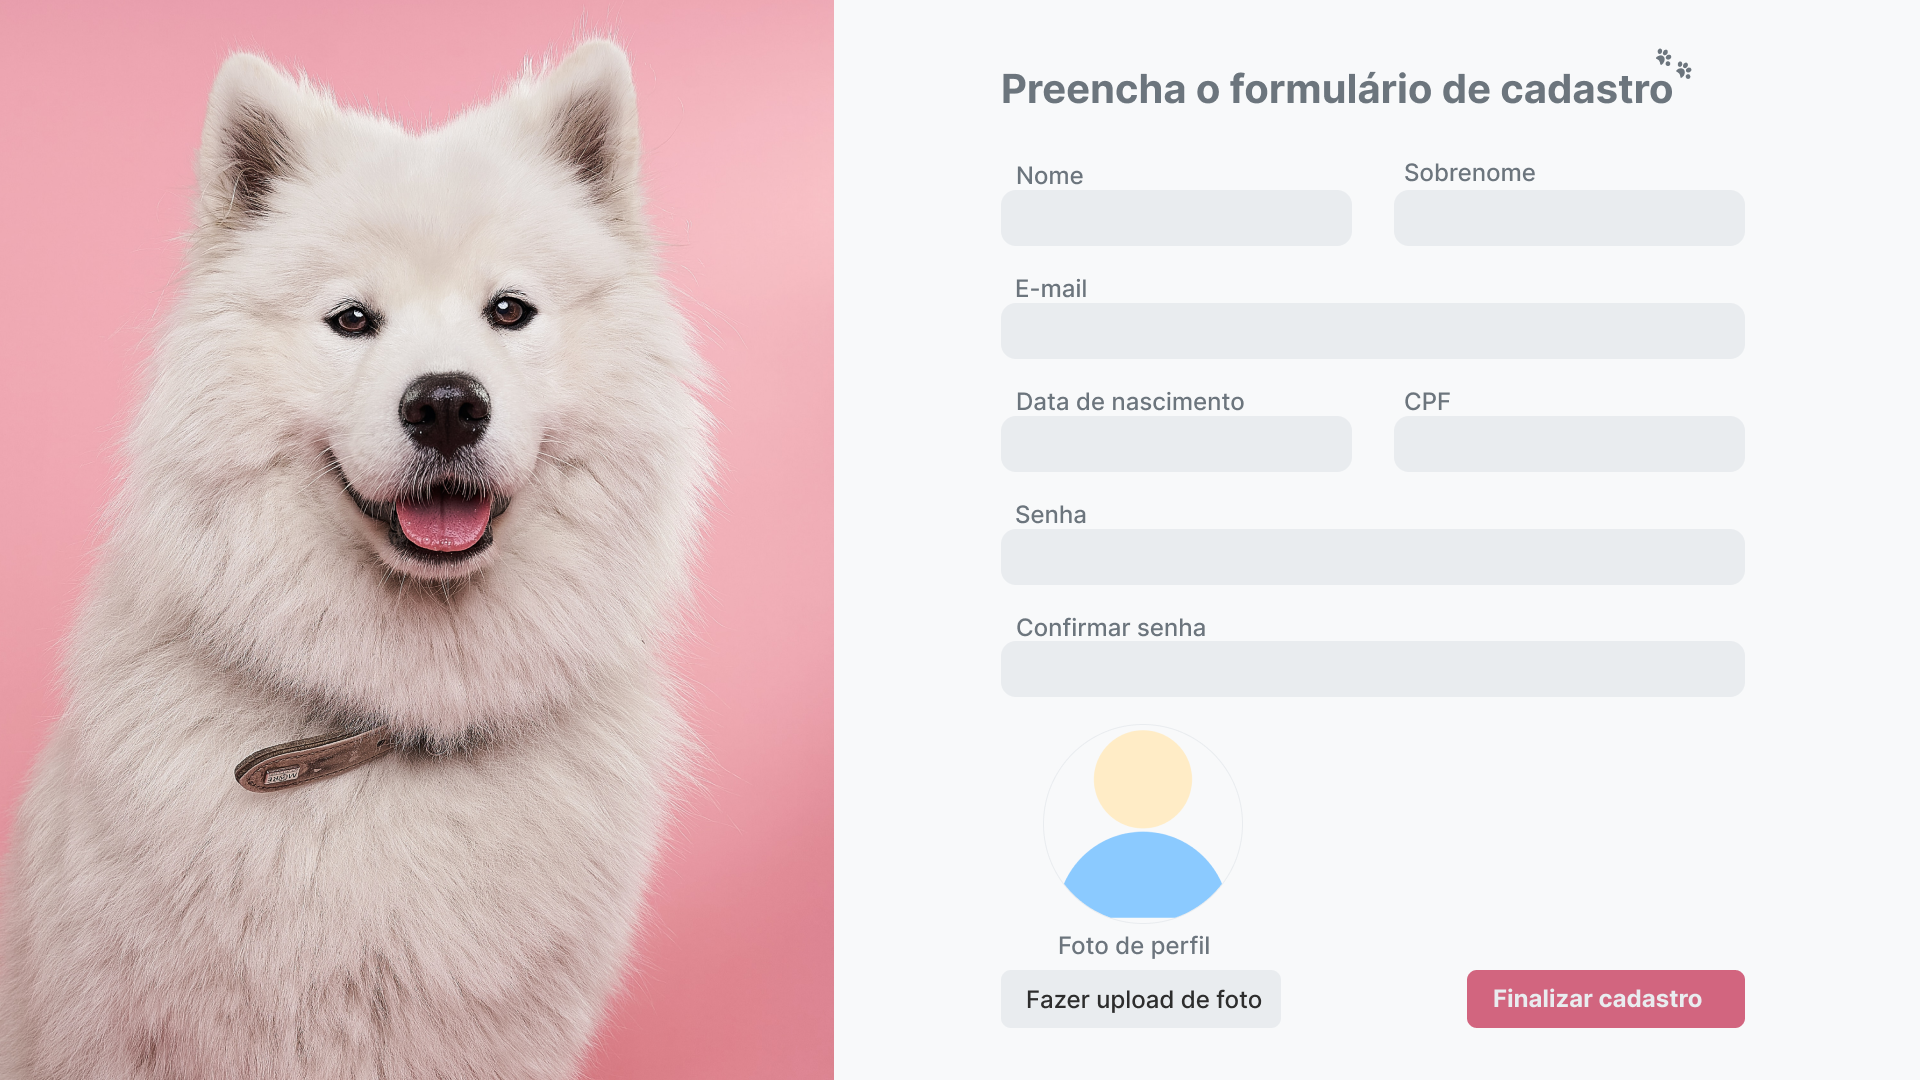 Preencha o formulário de cadastro
Nome
Sobrenome
E-mail
Data de nascimento
CPF
Senha
Confirmar senha
Foto de perfil
Fazer upload de foto
Finalizar cadastro